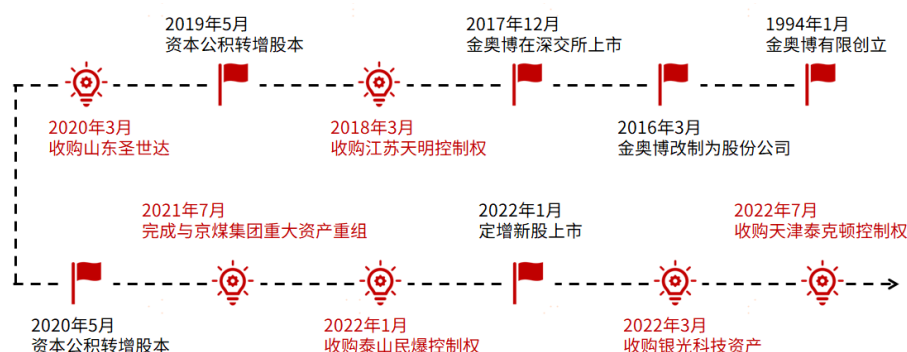 2019年5月
资本公积转增股本
2017年12月
金奥博在深交所上市
1994年1月
金奥博有限创立
2020年3月
收购山东圣世达
2018年3月
收购江苏天明控制权
2016年3月
金奥博改制为股份公司
2021年7月
完成与京煤集团重大资产重组
2022年1月
定增新股上市
2022年7月
收购天津泰克顿控制权
2020年5月
资本公积转增股本
2022年1月
收购泰山民爆控制权
2022年3月
收购银光科技资产